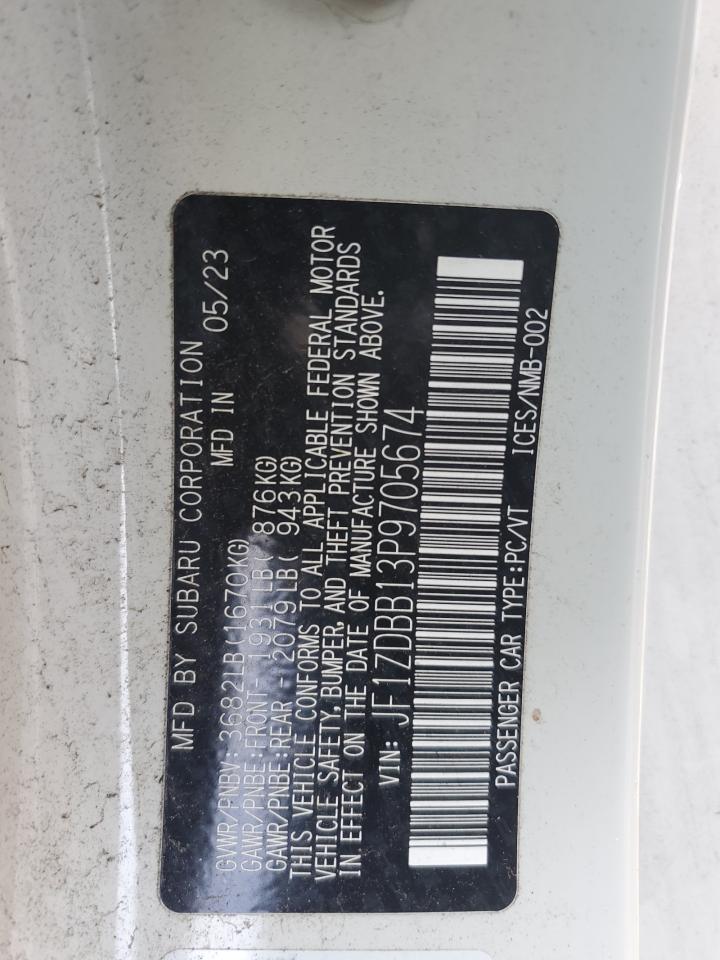 MFD BY SUBARU CORPORATION
MFD IN 05/23
GVWR/PNBV: 3682LB(1670KG)
GAWR/PNBE:FRONT- 1931LB( 876KG)
GAWR/PNBE:REAR - 2079LB( 943KG)
THIS VEHICLE CONFORMS TO ALL APPLICABLE FEDERAL MOTOR
VEHICLE SAFETY,BUMPER,AND THEFT PREVENTION STANDARDS
IN EFFECT ON THE DATE OF MANUFACTURE SHOWN ABOVE.
VIN: JF1ZDBB13P9705674
PASSENGER CAR TYPE:PC/VT ICES/NMB-002